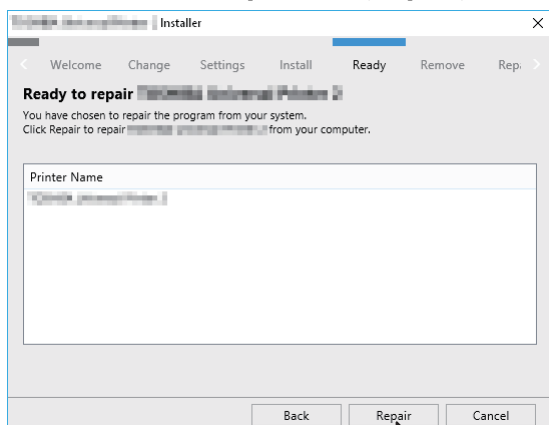 Installer
Welcome Change Settings Install Ready Remove Repa
Ready to repair
You have chosen to repair the program from your system.
Click Repair to repair from your computer.
Printer Name
Back Repair Cancel